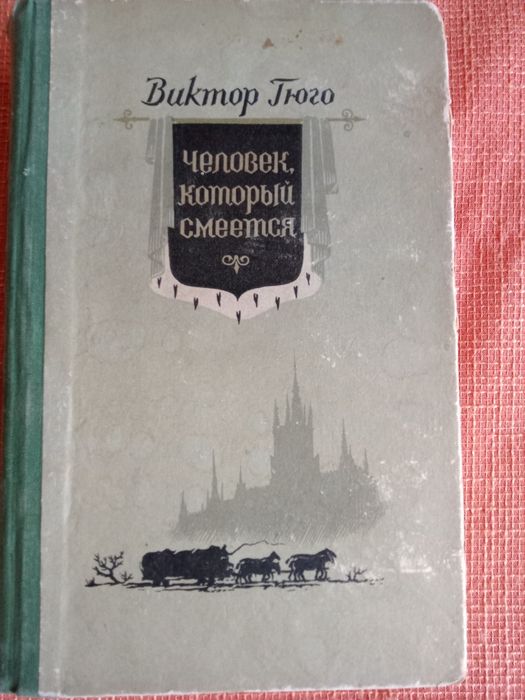 Виктор Гюго
Человек,
который
смеется